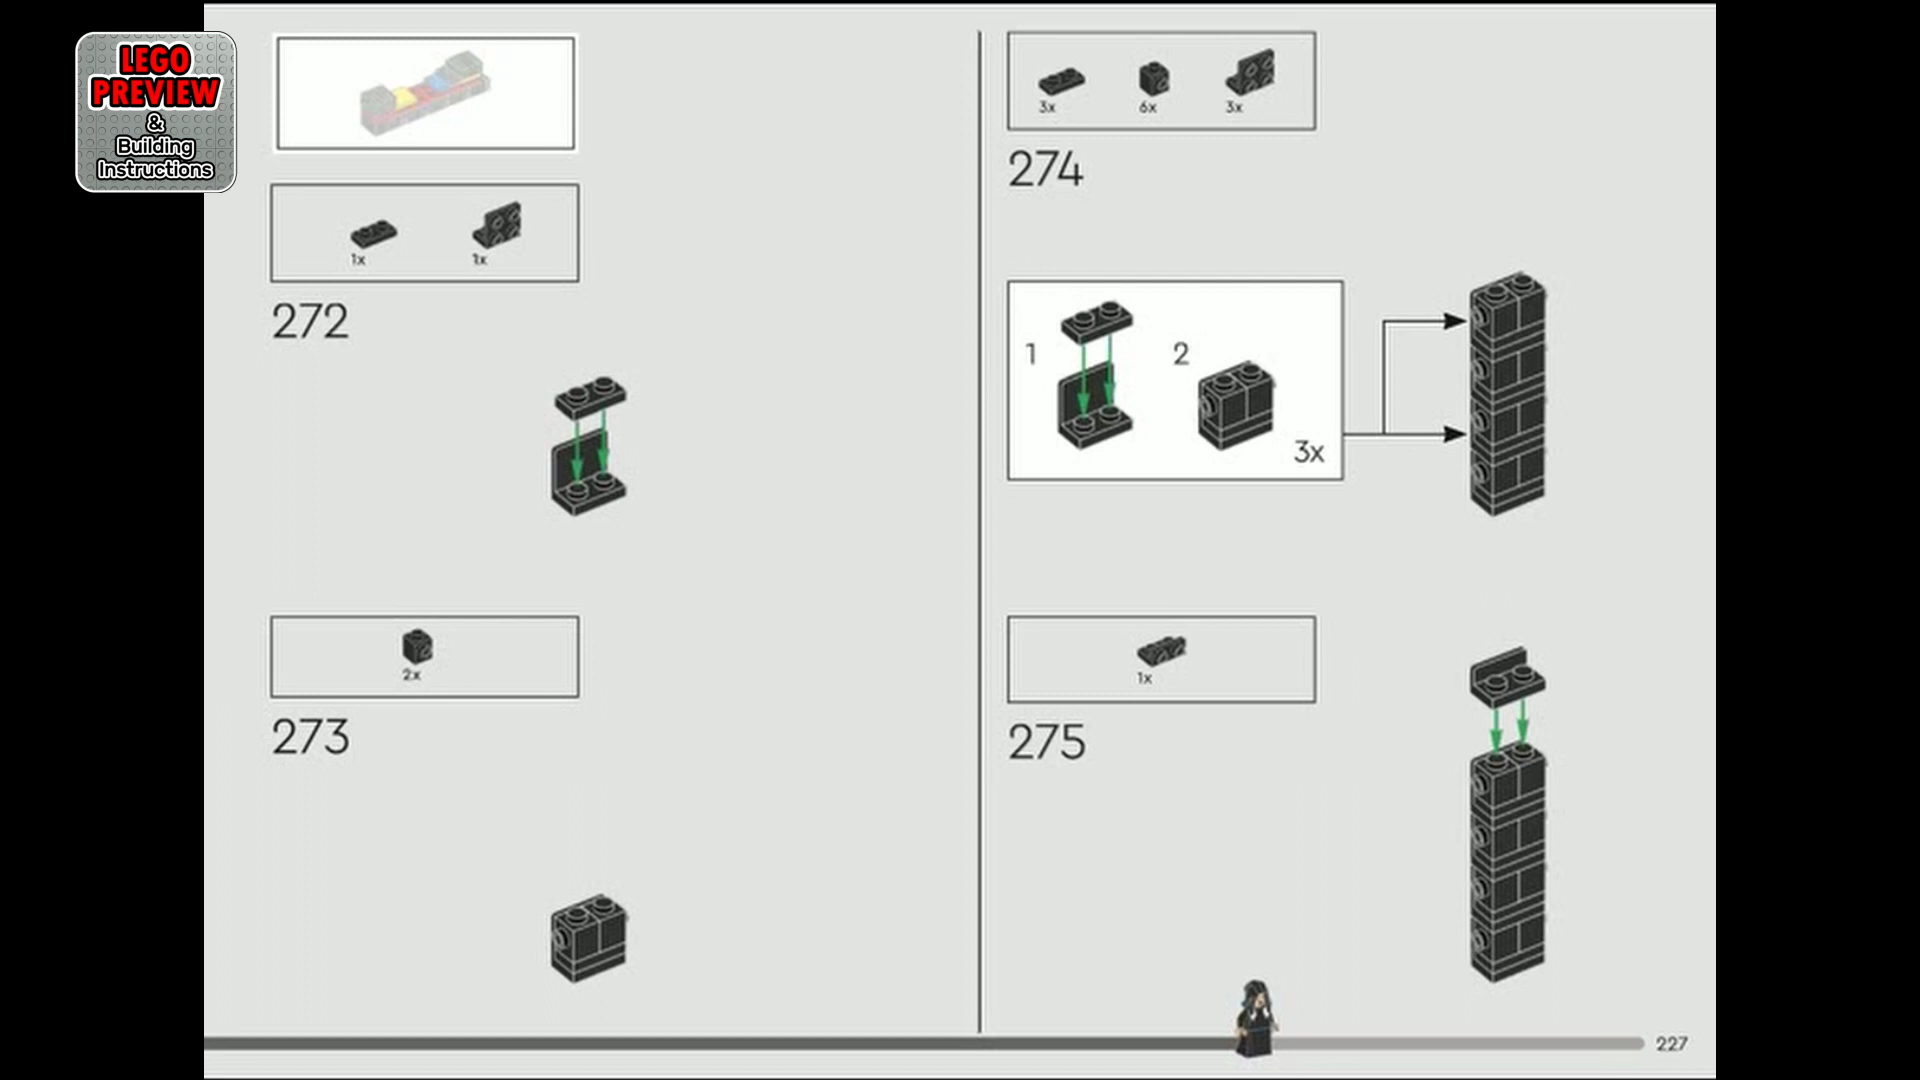 LEGO
PREVIEW
&
Building
Instructions
1x 1x
272
2x
273
3x 6x 3x
274
1 2
3x
1x
275
227